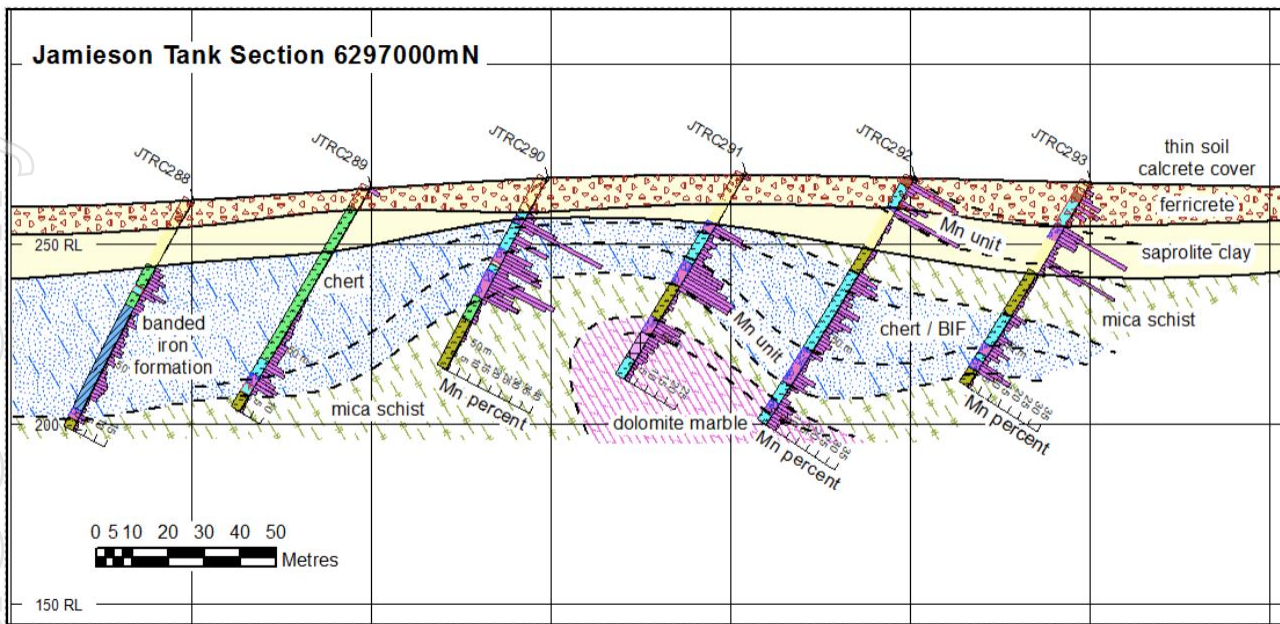 Jamieson Tank Section 6297000mN
JTRC288
JTRC289
JTRC290
JTRC291
JTRC292
JTRC293
thin soil
calcrete cover
ferricrete
250 RL
Mn unit
saprolite clay
chert
banded
iron
formation
Mn unit
chert / BIF
mica schist
mica schist
Mn percent
dolomite marble
Mn percent
Mn percent
200
0 5 10 20 30 40 50
Metres
150 RL